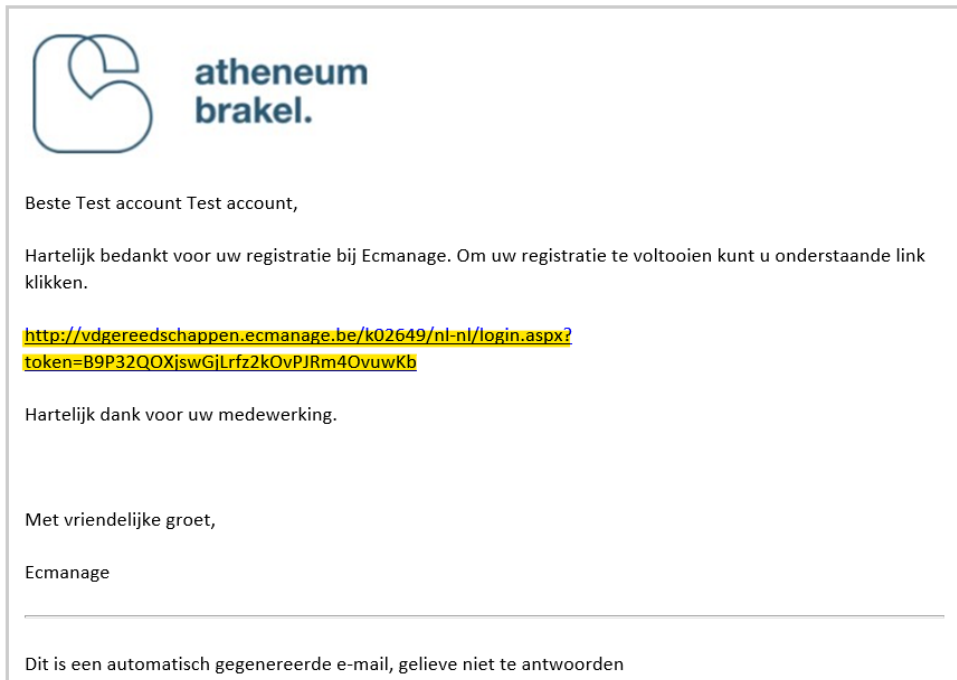 atheneum
brakel.
Beste Test account Test account,
Hartelijk bedankt voor uw registratie bij Ecmanage. Om uw registratie te voltooien kunt u onderstaande link
klikken.
http://vdgereedschappen.ecmanage.be/k02649/nl-nl/login.aspx?
token=B9P32QOXjswGjLrfz2kOvPJRm4OvuwKb
Hartelijk dank voor uw medewerking.
Met vriendelijke groet,
Ecmanage
Dit is een automatisch gegenereerde e-mail, gelieve niet te antwoorden